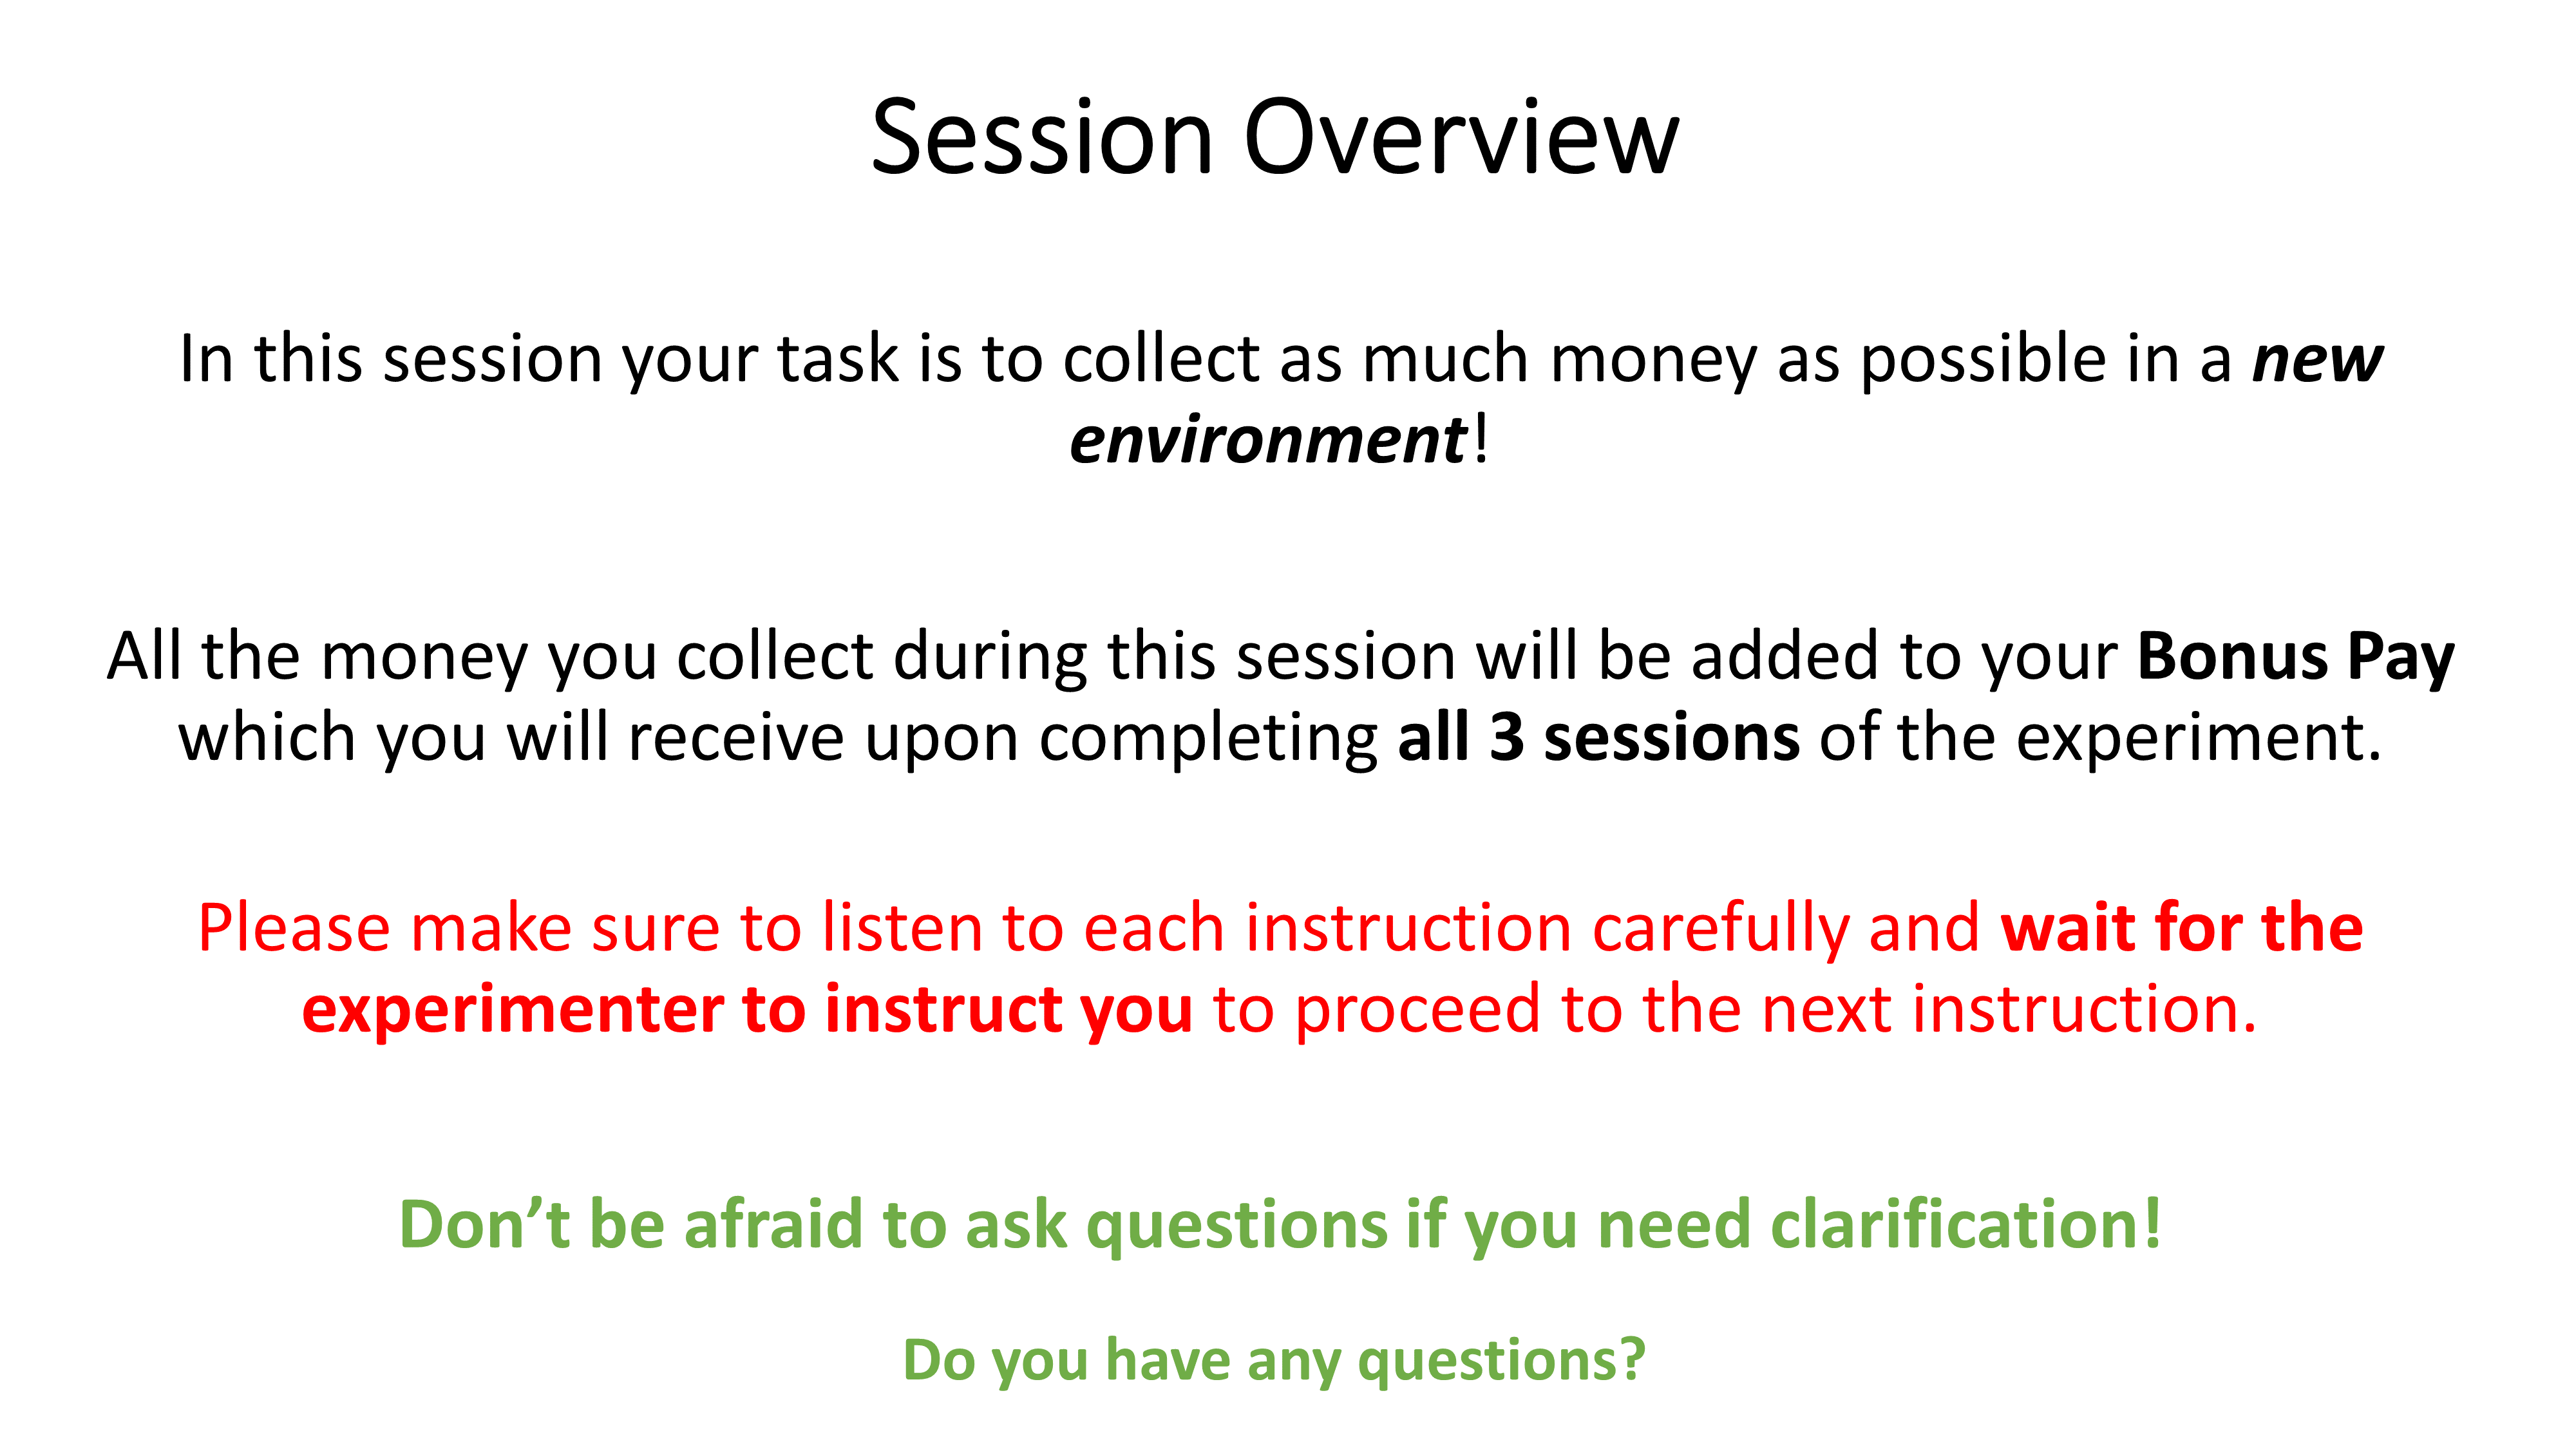 Session Overview
In this session your task is to collect as much money as possible in a new
environment!
All the money you collect during this session will be added to your Bonus Pay
which you will receive upon completing all 3 sessions of the experiment.
Please make sure to listen to each instruction carefully and wait for the
experimenter to instruct you to proceed to the next instruction.
Don’t be afraid to ask questions if you need clarification!
Do you have any questions?